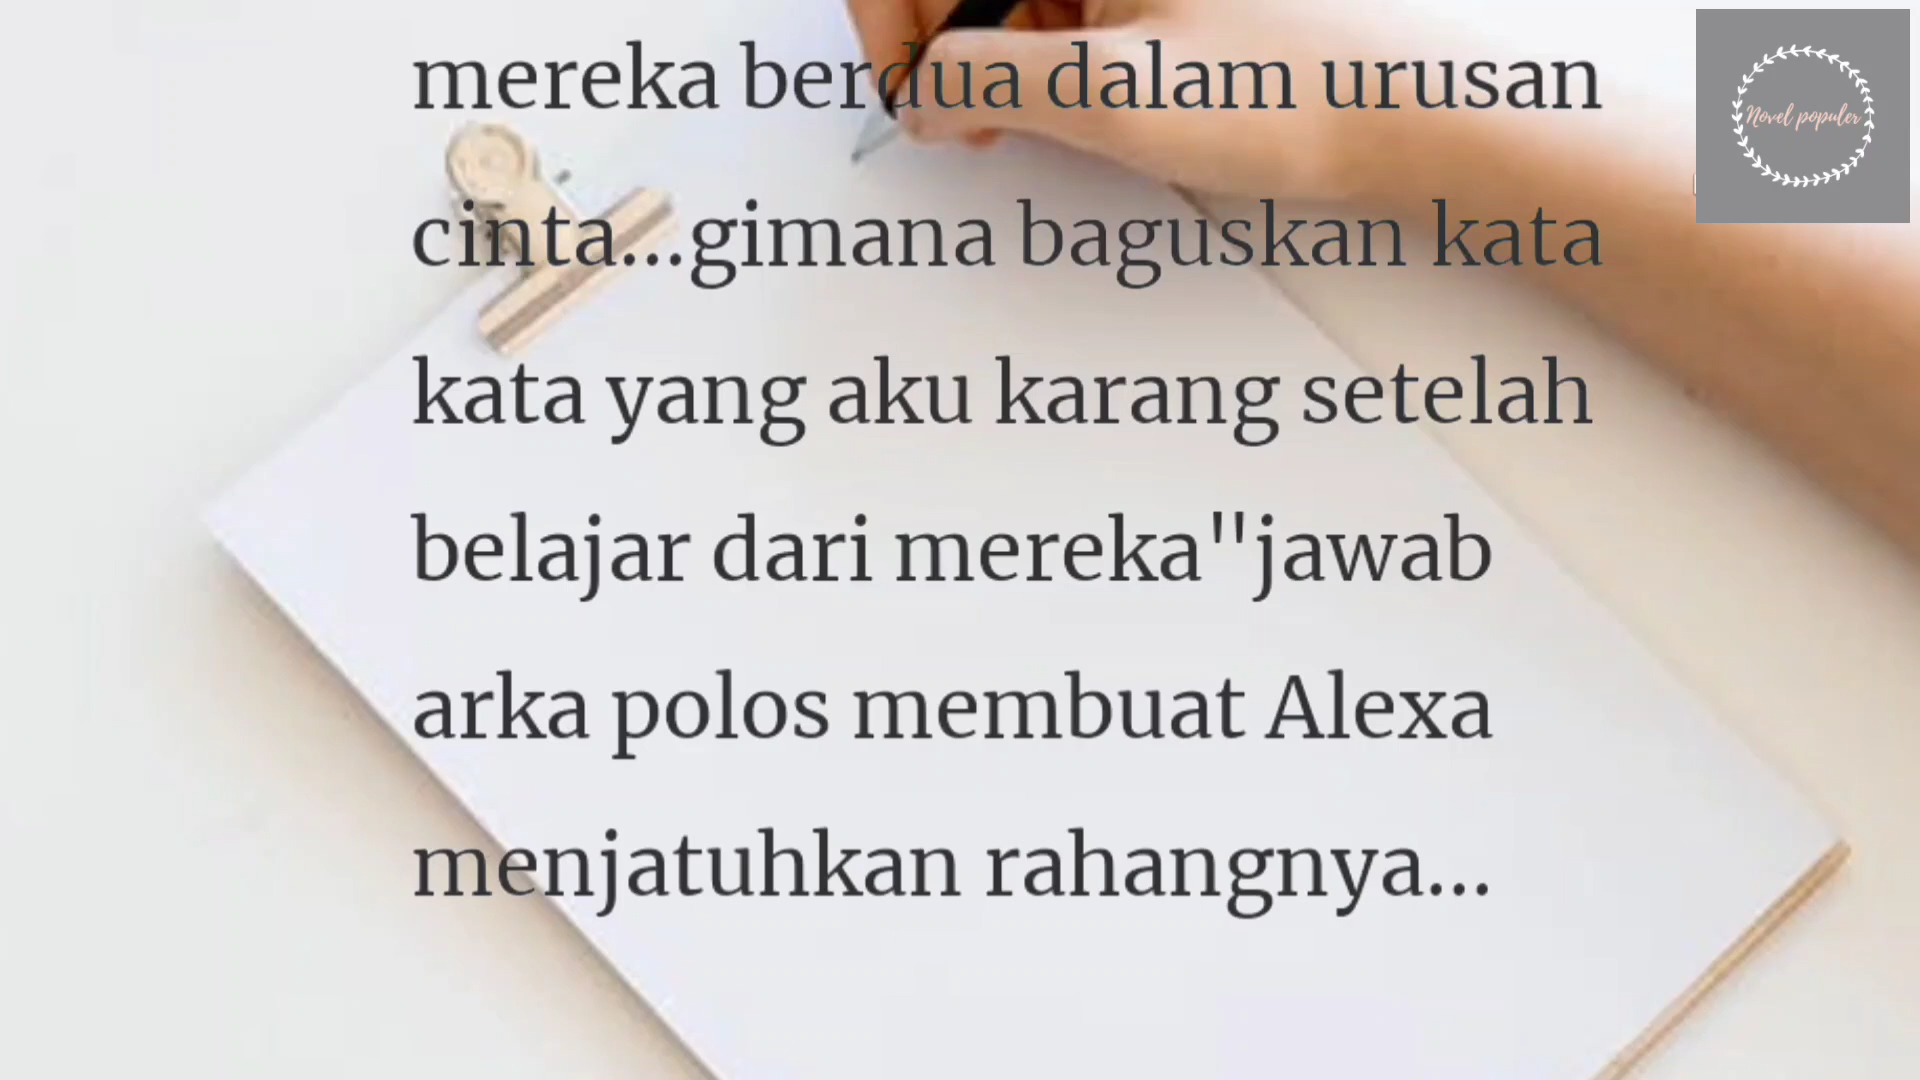 mereka berdua dalam urusan
Novel populer
cinta...gimana baguskan kata
kata yang aku karang setelah
belajar dari mereka"jawab
arka polos membuat Alexa
menjatuhkan rahangnya...